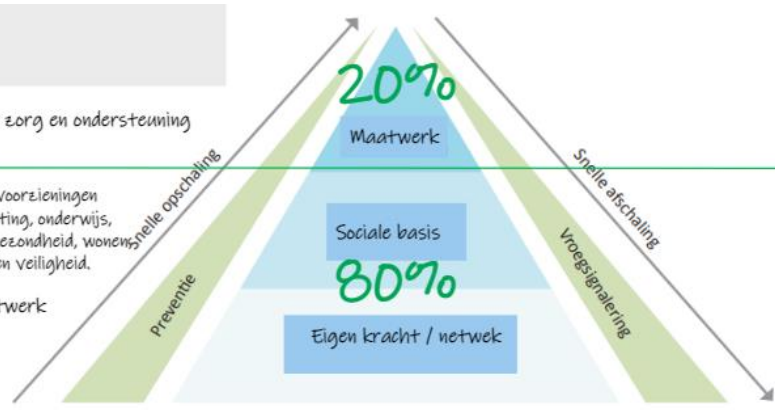 20%
zorg en ondersteuning
Maatwerk
Snelle opschaling
Snelle afschaling
voorzieningen
ting, onderwijs,
ezondheid, wonen,
en veiligheid.
Sociale basis
80%
Preventie
Vroegsignalering
twerk
Eigen kracht / netwek